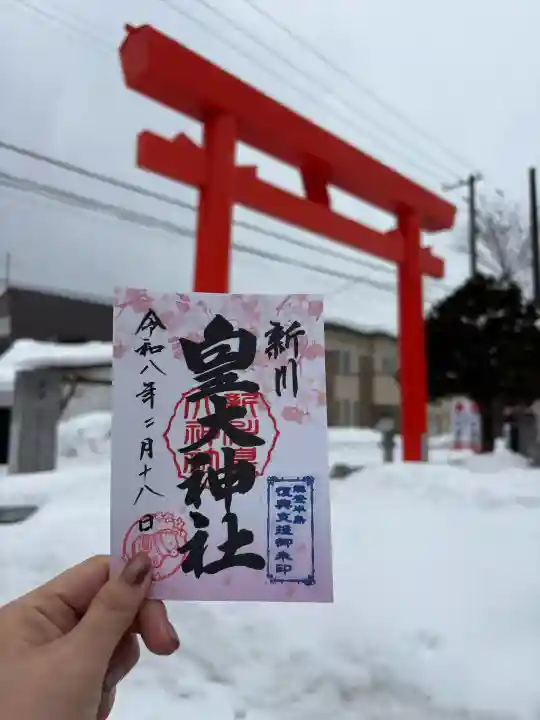 新川
皇大神社
令和八年二月十八日
能登半島
復興支援御朱印